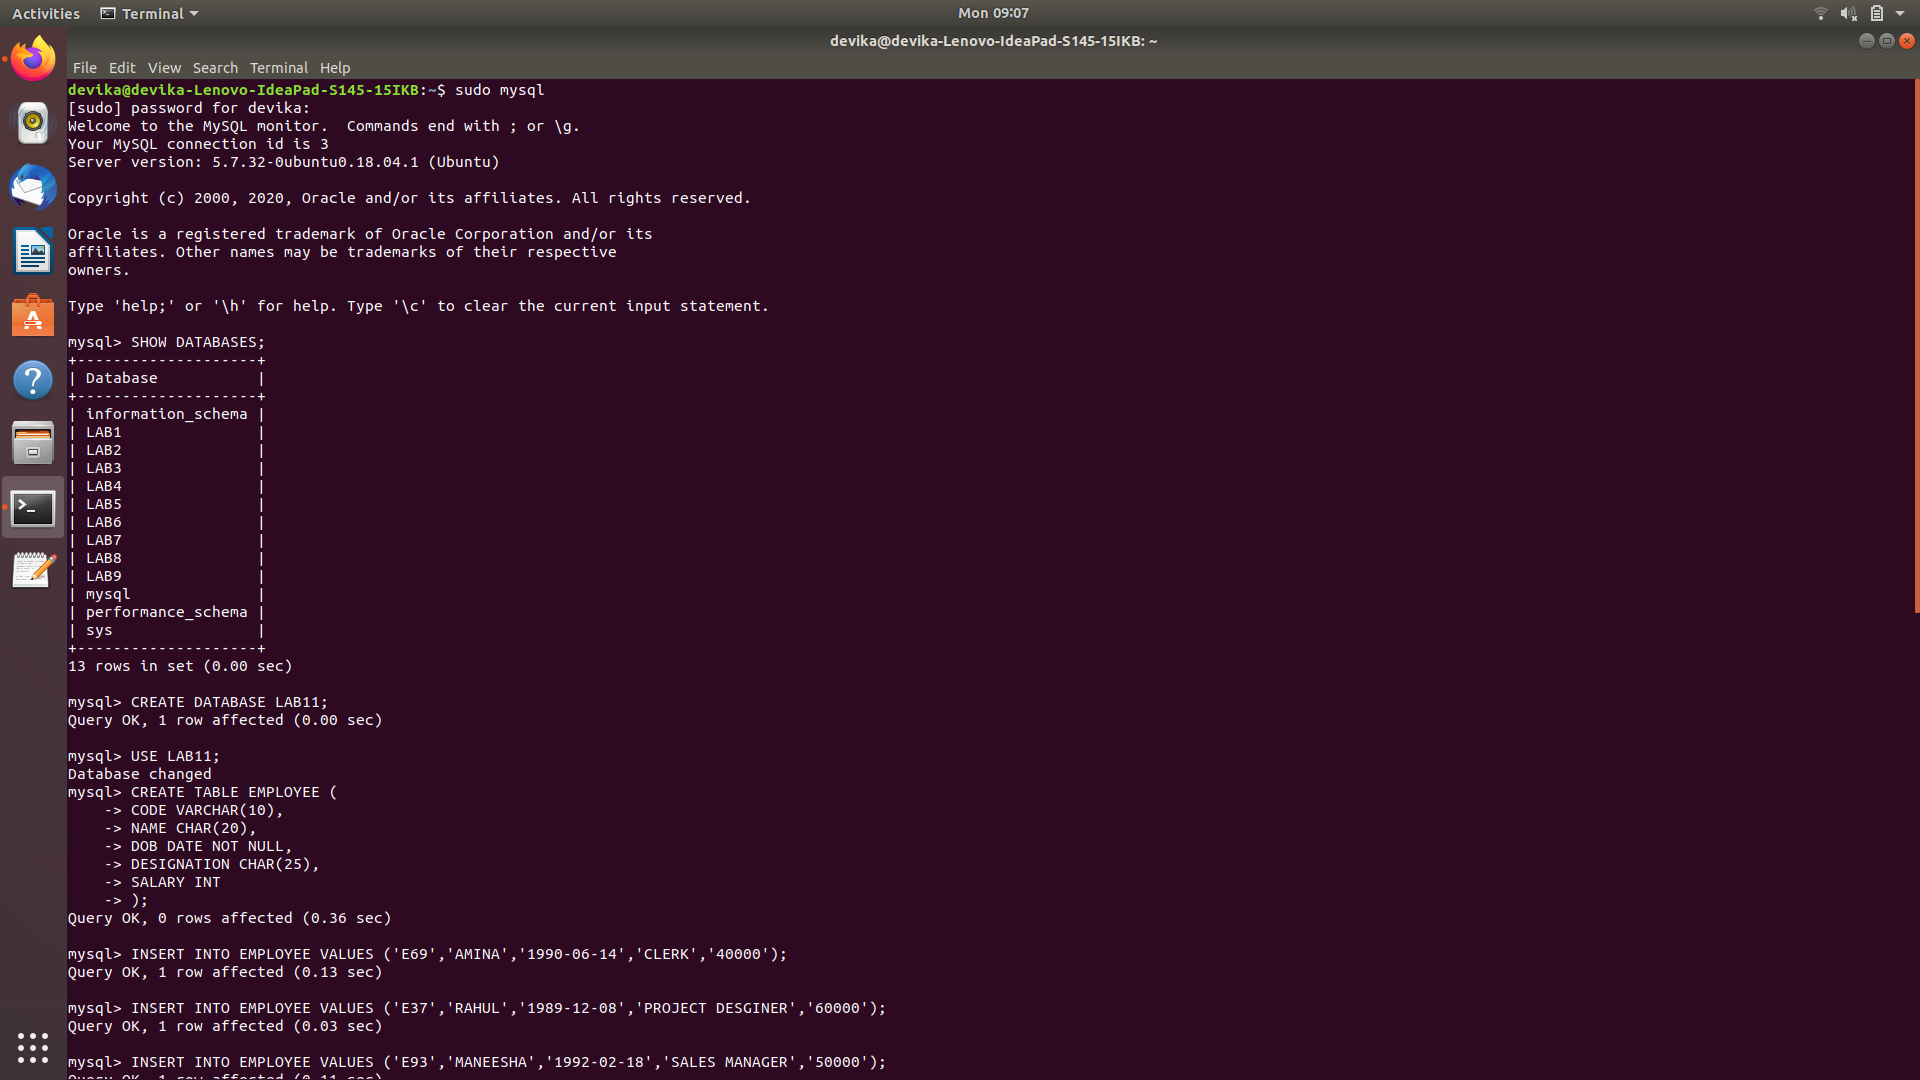 Activities
Terminal
Mon 09:07
devika@devika-Lenovo-IdeaPad-S145-15IKB: ~
File Edit View Search Terminal Help
devika@devika-Lenovo-IdeaPad-S145-15IKB:~$ sudo mysql
[sudo] password for devika:
Welcome to the MySQL monitor.  Commands end with ; or \g.
Your MySQL connection id is 3
Server version: 5.7.32-0ubuntu0.18.04.1 (Ubuntu)
Copyright (c) 2000, 2020, Oracle and/or its affiliates. All rights reserved.
Oracle is a registered trademark of Oracle Corporation and/or its
affiliates. Other names may be trademarks of their respective
owners.
Type 'help;' or '\h' for help. Type '\c' to clear the current input statement.
mysql> SHOW DATABASES;
+--------------------+
| Database           |
+--------------------+
| information_schema |
| LAB1               |
| LAB2               |
| LAB3               |
| LAB4               |
| LAB5               |
| LAB6               |
| LAB7               |
| LAB8               |
| LAB9               |
| mysql              |
| performance_schema |
| sys                |
+--------------------+
13 rows in set (0.00 sec)
mysql> CREATE DATABASE LAB11;
Query OK, 1 row affected (0.00 sec)
mysql> USE LAB11;
Database changed
mysql> CREATE TABLE EMPLOYEE (
    -> CODE VARCHAR(10),
    -> NAME CHAR(20),
    -> DOB DATE NOT NULL,
    -> DESIGNATION CHAR(25),
    -> SALARY INT
    -> );
Query OK, 0 rows affected (0.36 sec)
mysql> INSERT INTO EMPLOYEE VALUES ('E69','AMINA','1990-06-14','CLERK','40000');
Query OK, 1 row affected (0.13 sec)
mysql> INSERT INTO EMPLOYEE VALUES ('E37','RAHUL','1989-12-08','PROJECT DESGINER','60000');
Query OK, 1 row affected (0.03 sec)
mysql> INSERT INTO EMPLOYEE VALUES ('E93','MANEESHA','1992-02-18','SALES MANAGER','50000');
Query OK, 1 row affected (0.11 sec)